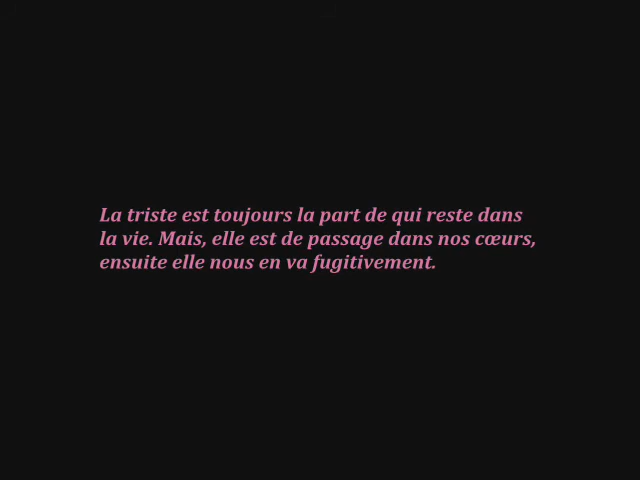 La triste est toujours la part de qui reste dans
la vie. Mais, elle est de passage dans nos cœurs,
ensuite elle nous en va fugitivement.